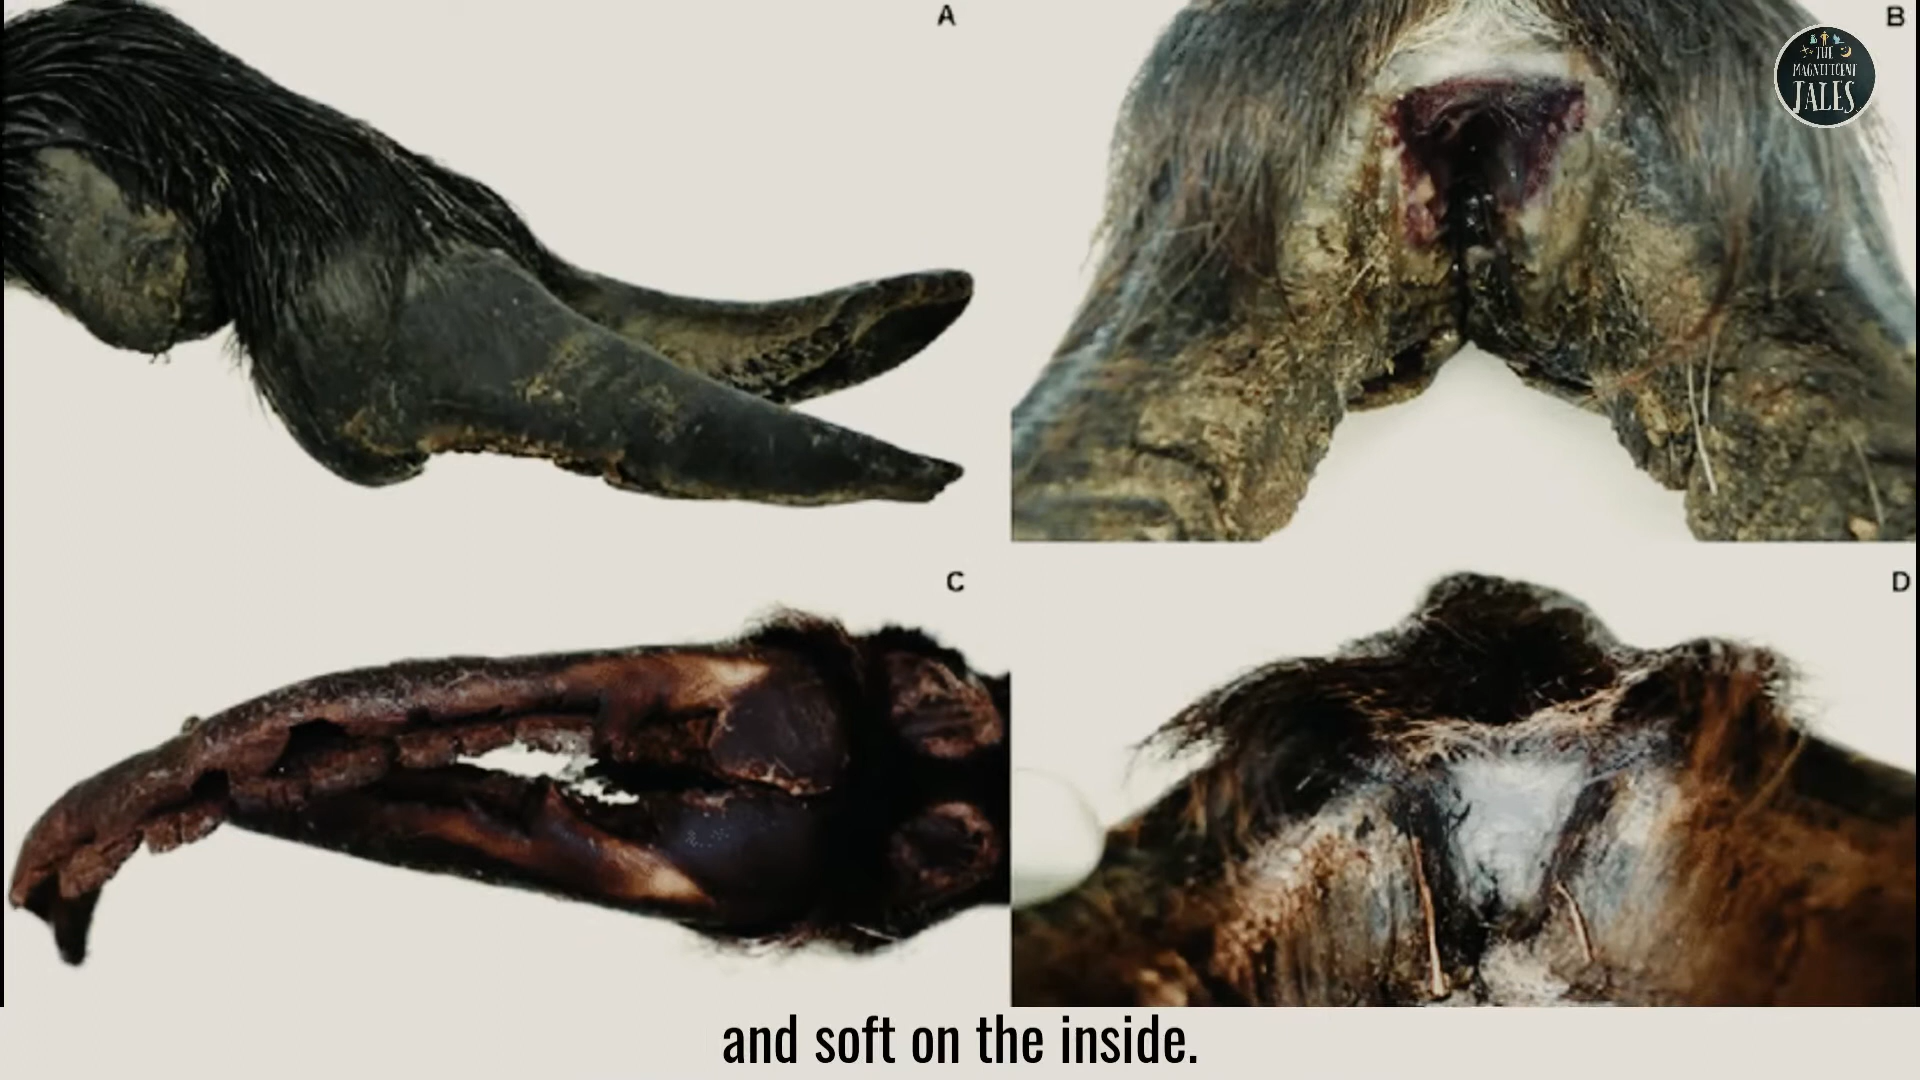 A
B
THE
MAGNIFICENT
TALES
C
D
and soft on the inside.